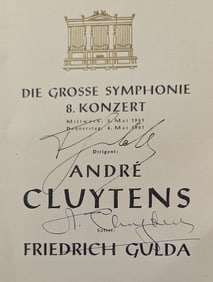 DIE GROSSE SYMPHONIE
8. KONZERT
Mittwoch, 3. Mai 1961
Donnerstag, 4. Mai 1961
Dirigent:
ANDRÉ
CLUYTENS
A. Cluytens
Solist:
FRIEDRICH GULDA